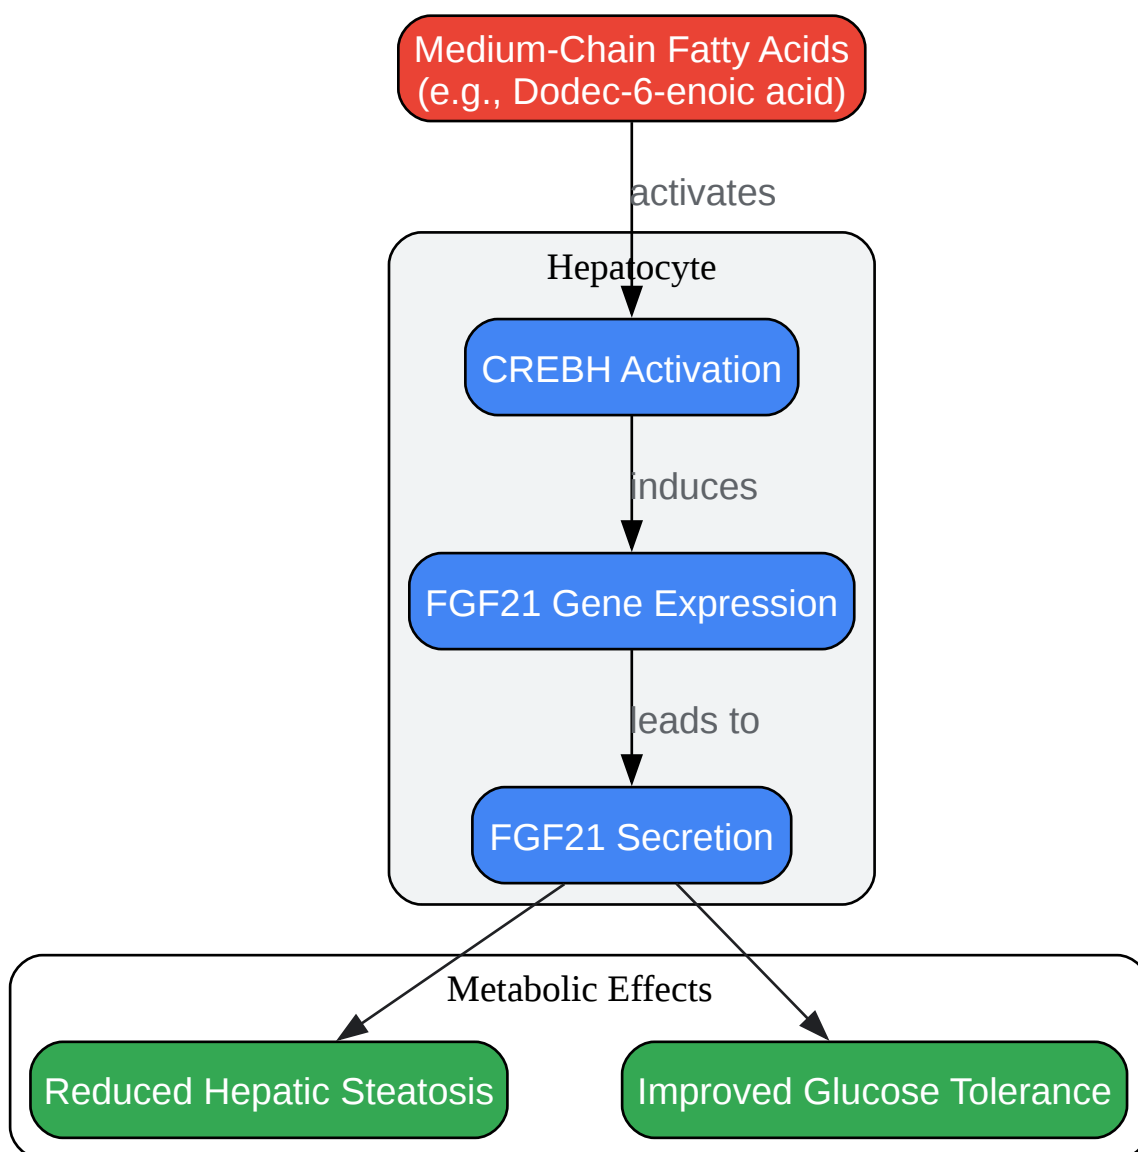 Medium-Chain Fatty Acids
(e.g., Dodec-6-enoic acid)
activates
Hepatocyte
CREBH Activation
induces
FGF21 Gene Expression
leads to
FGF21 Secretion
Metabolic Effects
Reduced Hepatic Steatosis
Improved Glucose Tolerance